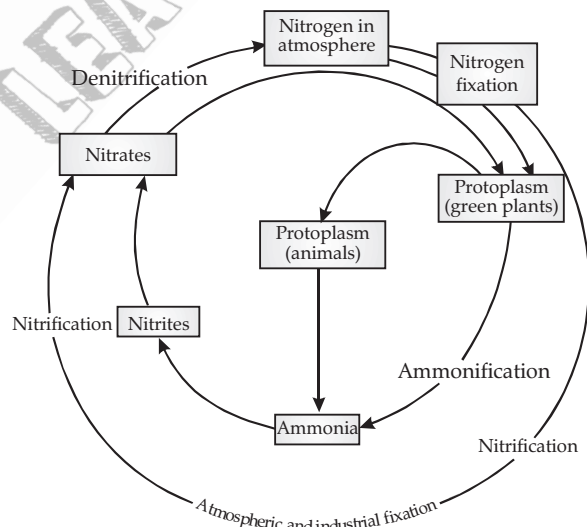 LEA
Nitrogen in
atmosphere
Nitrogen
fixation
Denitrification
Nitrates
Protoplasm
(green plants)
Protoplasm
(animals)
Nitrification
Nitrites
Ammonification
Ammonia
Nitrification
Atmospheric and industrial fixation